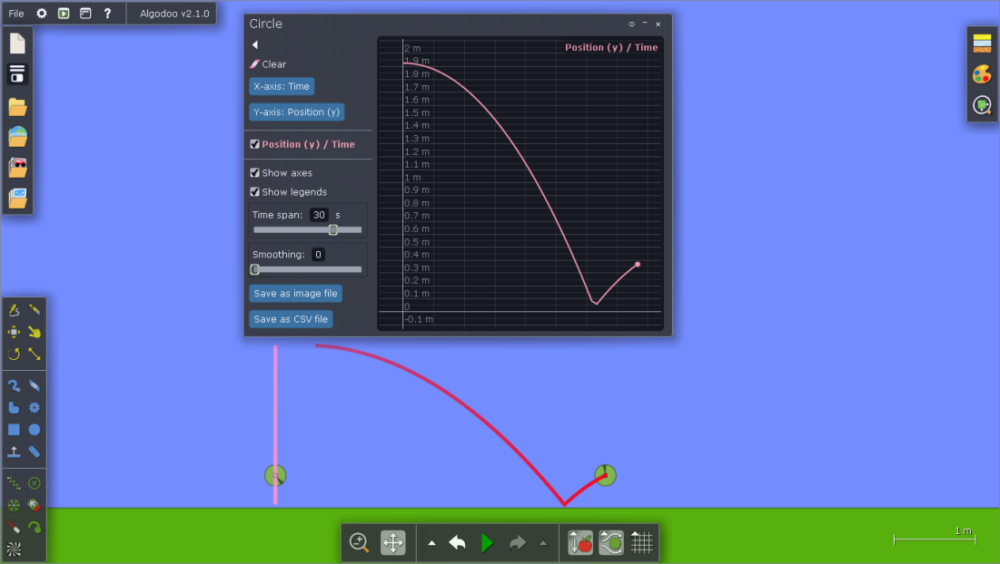 File ? Algodoo v2.1.0
Circle
Clear
X-axis: Time
Y-axis: Position (y)
Position (y) / Time
Show axes
Show legends
Time span: 30 s
Smoothing: 0
Save as image file
Save as CSV file
Position (y) / Time
2 m
1.9 m
1.8 m
1.7 m
1.6 m
1.5 m
1.4 m
1.3 m
1.2 m
1.1 m
1 m
0.9 m
0.8 m
0.7 m
0.6 m
0.5 m
0.4 m
0.3 m
0.2 m
0.1 m
0
-0.1 m
1 m